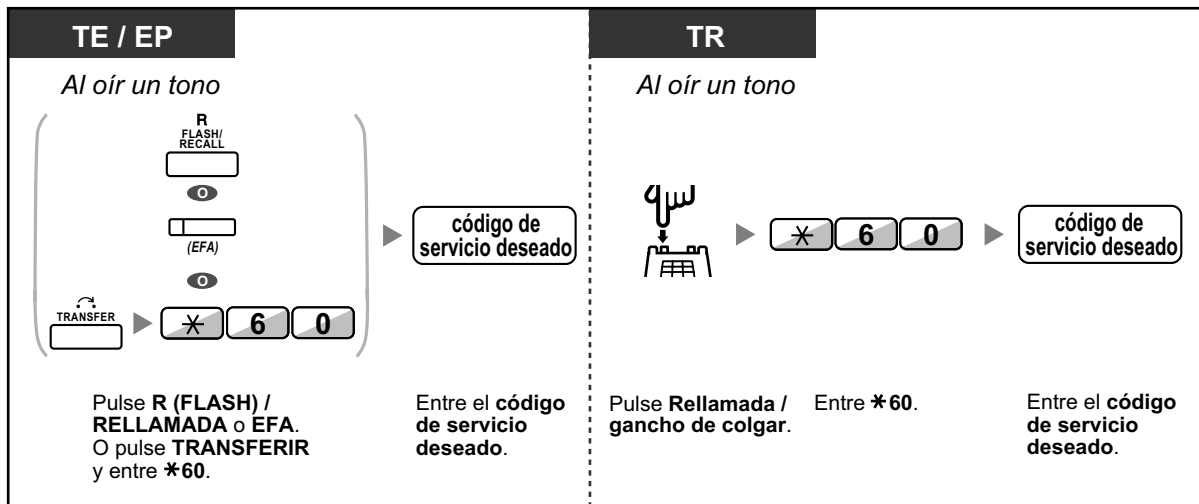 TE / EP
Al oír un tono
R
FLASH/
RECALL
O
(EFA)
O
TRANSFER
* 6 0
código de
servicio deseado
Pulse R (FLASH) /
RELLAMADA o EFA.
O pulse TRANSFERIR
y entre *60.
Entre el código
de servicio
deseado.
TR
Al oír un tono
* 6 0
código de
servicio deseado
Pulse Rellamada /
gancho de colgar.
Entre *60.
Entre el código
de servicio
deseado.